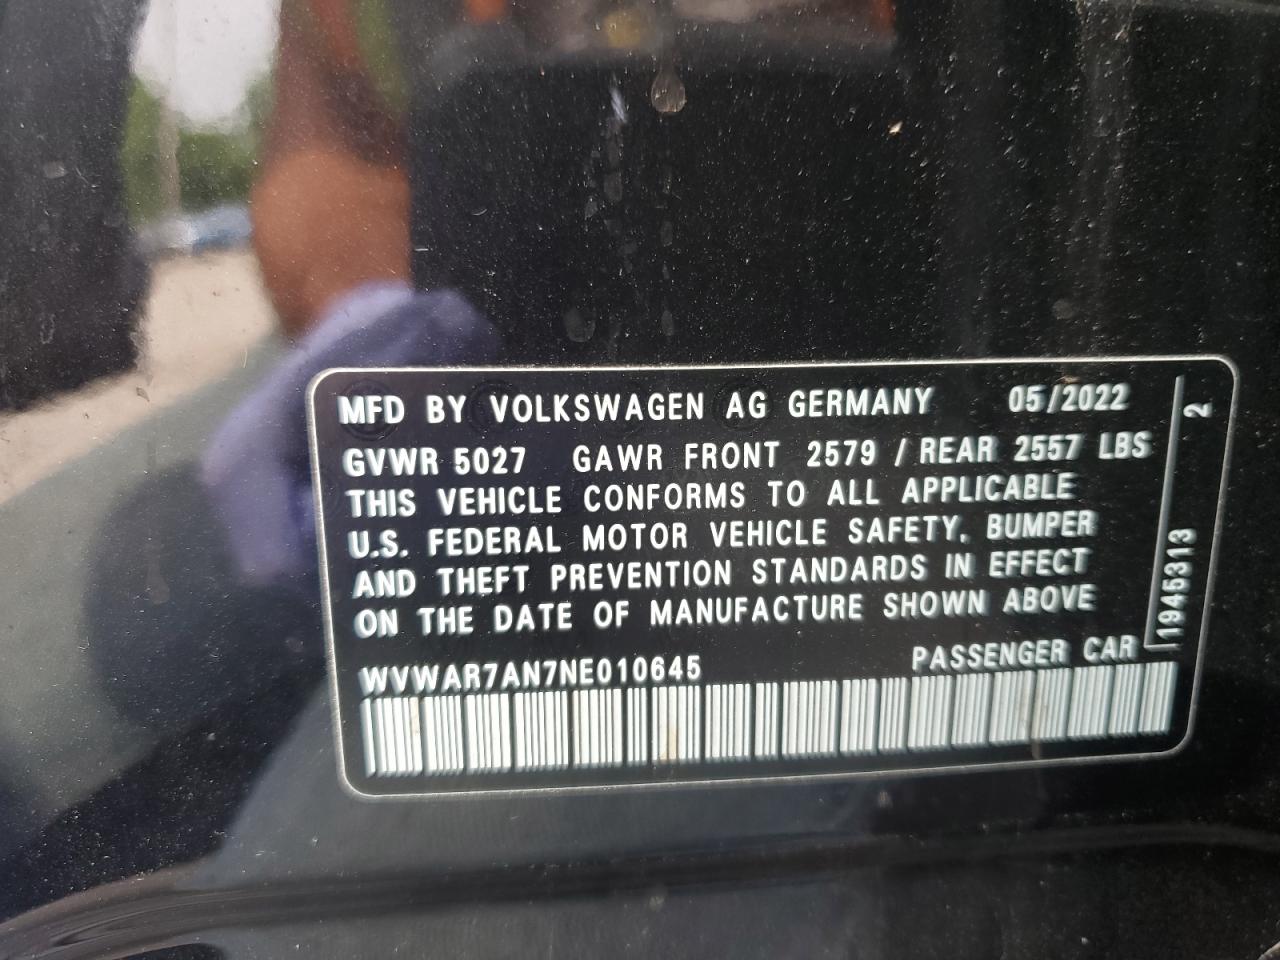 MFD BY VOLKSWAGEN AG GERMANY 05/2022
GVWR 5027 GAWR FRONT 2579 / REAR 2557 LBS
THIS VEHICLE CONFORMS TO ALL APPLICABLE
U.S. FEDERAL MOTOR VEHICLE SAFETY, BUMPER
AND THEFT PREVENTION STANDARDS IN EFFECT
ON THE DATE OF MANUFACTURE SHOWN ABOVE
WVWAR7AN7NE010645 PASSENGER CAR
1945313 2